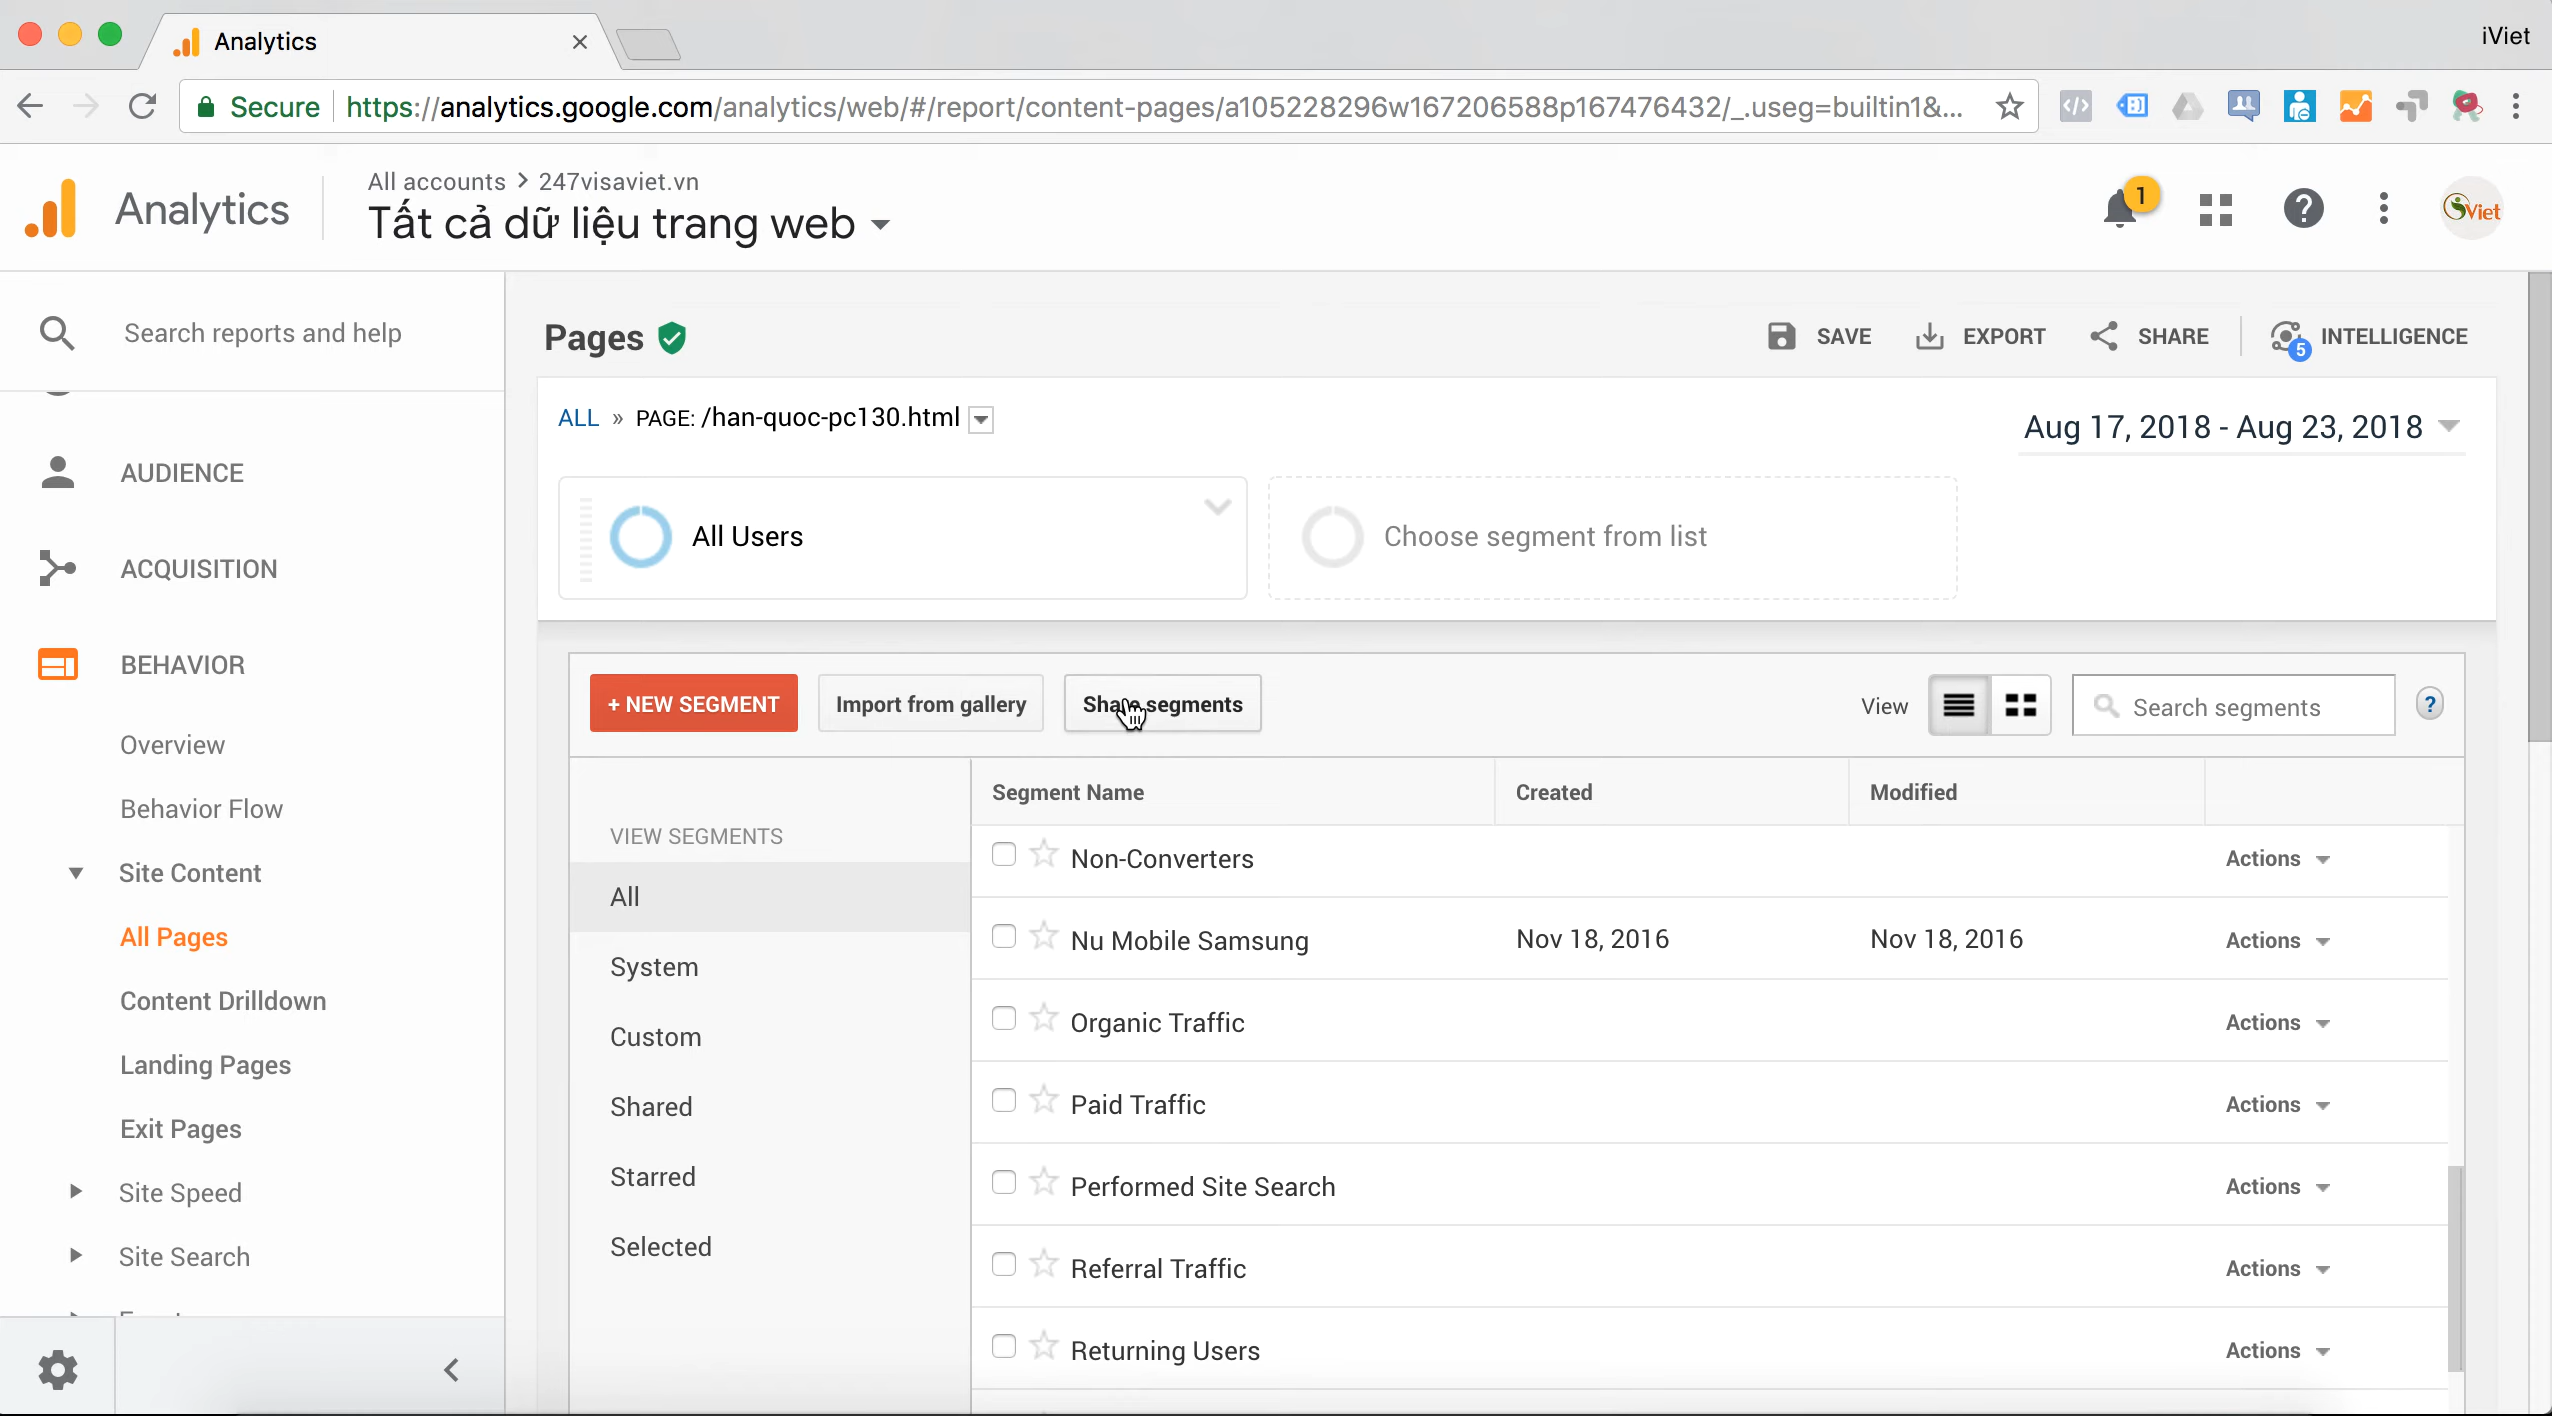 Analytics
iViet
Secure https://analytics.google.com/analytics/web/#/report/content-pages/a105228296w167206588p167476432/_.useg=builtin1&...
Analytics
All accounts > 247visaviet.vn
Tất cả dữ liệu trang web
1
Viet
Search reports and help
AUDIENCE
ACQUISITION
BEHAVIOR
Overview
Behavior Flow
Site Content
All Pages
Content Drilldown
Landing Pages
Exit Pages
Site Speed
Site Search
Pages
SAVE
EXPORT
SHARE
5
INTELLIGENCE
ALL » PAGE: /han-quoc-pc130.html
Aug 17, 2018 - Aug 23, 2018
All Users
Choose segment from list
+ NEW SEGMENT
Import from gallery
Share segments
View
Search segments
?
VIEW SEGMENTS
All
System
Custom
Shared
Starred
Selected
Segment Name Created Modified
Non-Converters Actions
Nu Mobile Samsung Nov 18, 2016 Nov 18, 2016 Actions
Organic Traffic Actions
Paid Traffic Actions
Performed Site Search Actions
Referral Traffic Actions
Returning Users Actions